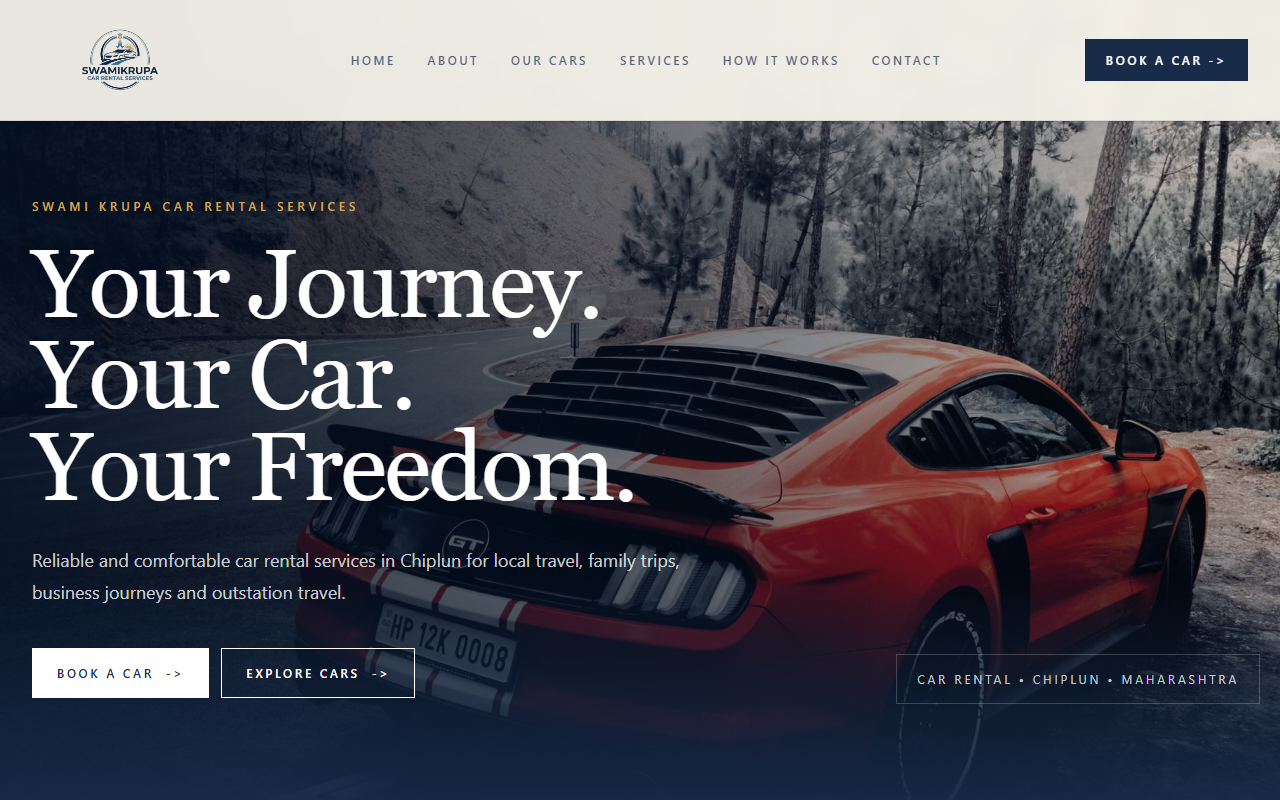 SWAMIKRUPA
CAR RENTAL SERVICES
HOME
ABOUT
OUR CARS
SERVICES
HOW IT WORKS
CONTACT
BOOK A CAR ->
SWAMI KRUPA CAR RENTAL SERVICES
Your Journey.
Your Car.
Your Freedom.
GT
Reliable and comfortable car rental services in Chiplun for local travel, family trips,
business journeys and outstation travel.
HP 12K 0008
BOOK A CAR ->
EXPLORE CARS ->
CAR RENTAL • CHIPLUN • MAHARASHTRA